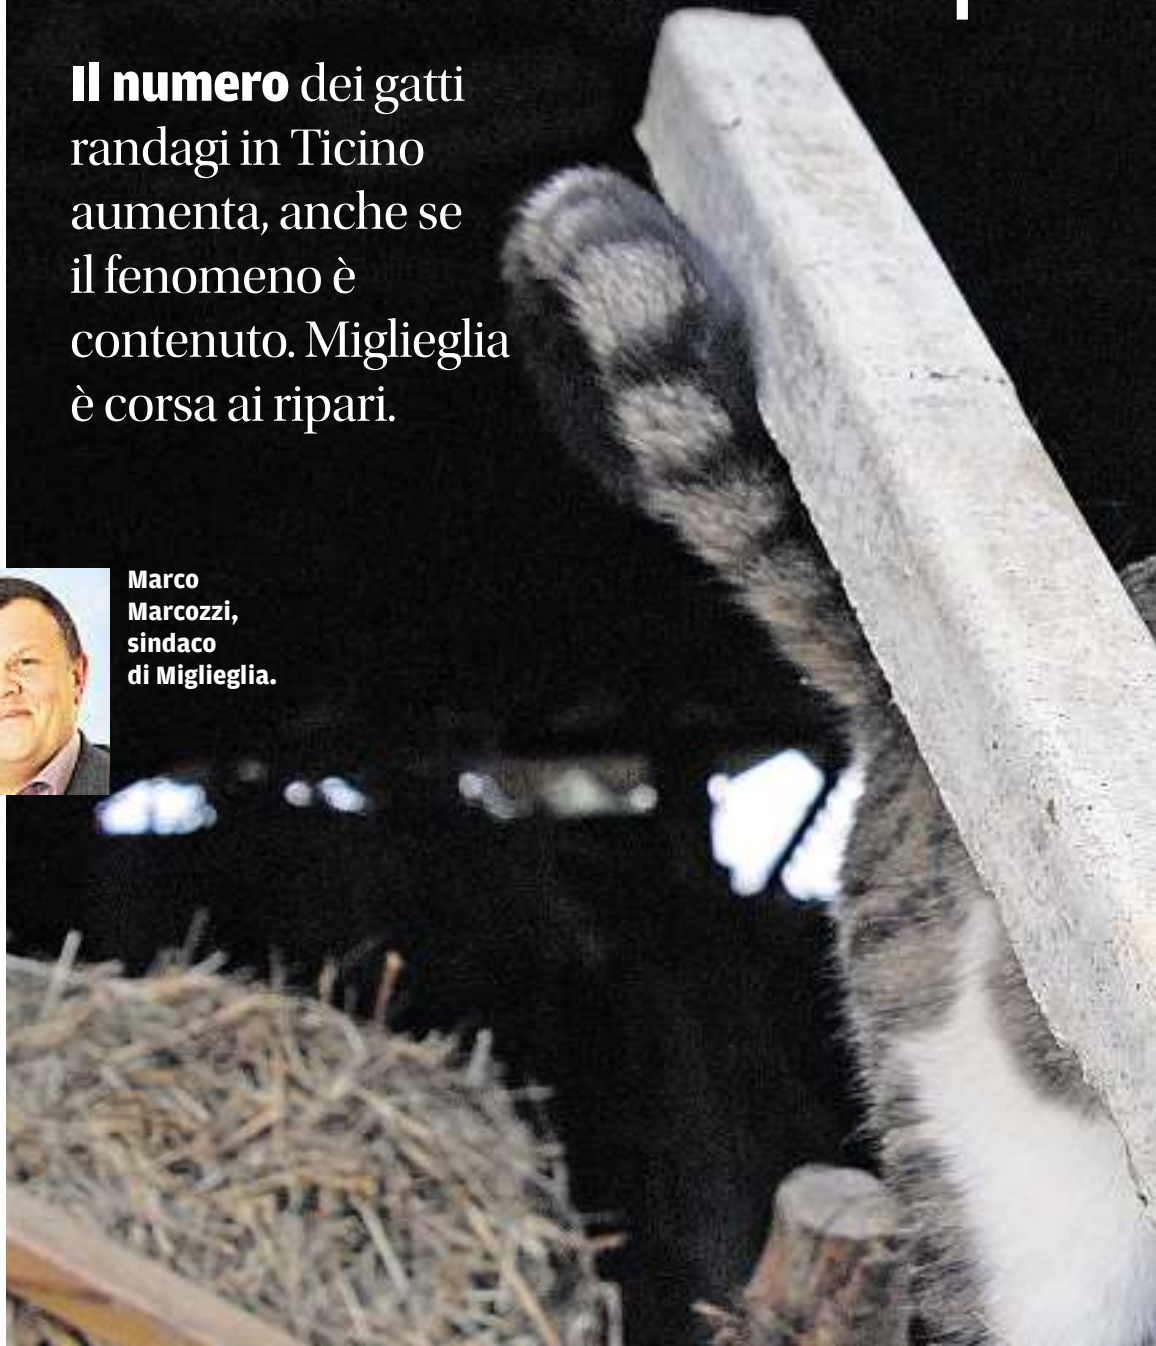 Il numero dei gatti
randagi in Ticino
aumenta, anche se
il fenomeno è
contenuto. Miglieglia
è corsa ai ripari.
Marco
Marcozzi,
sindaco
di Miglieglia.